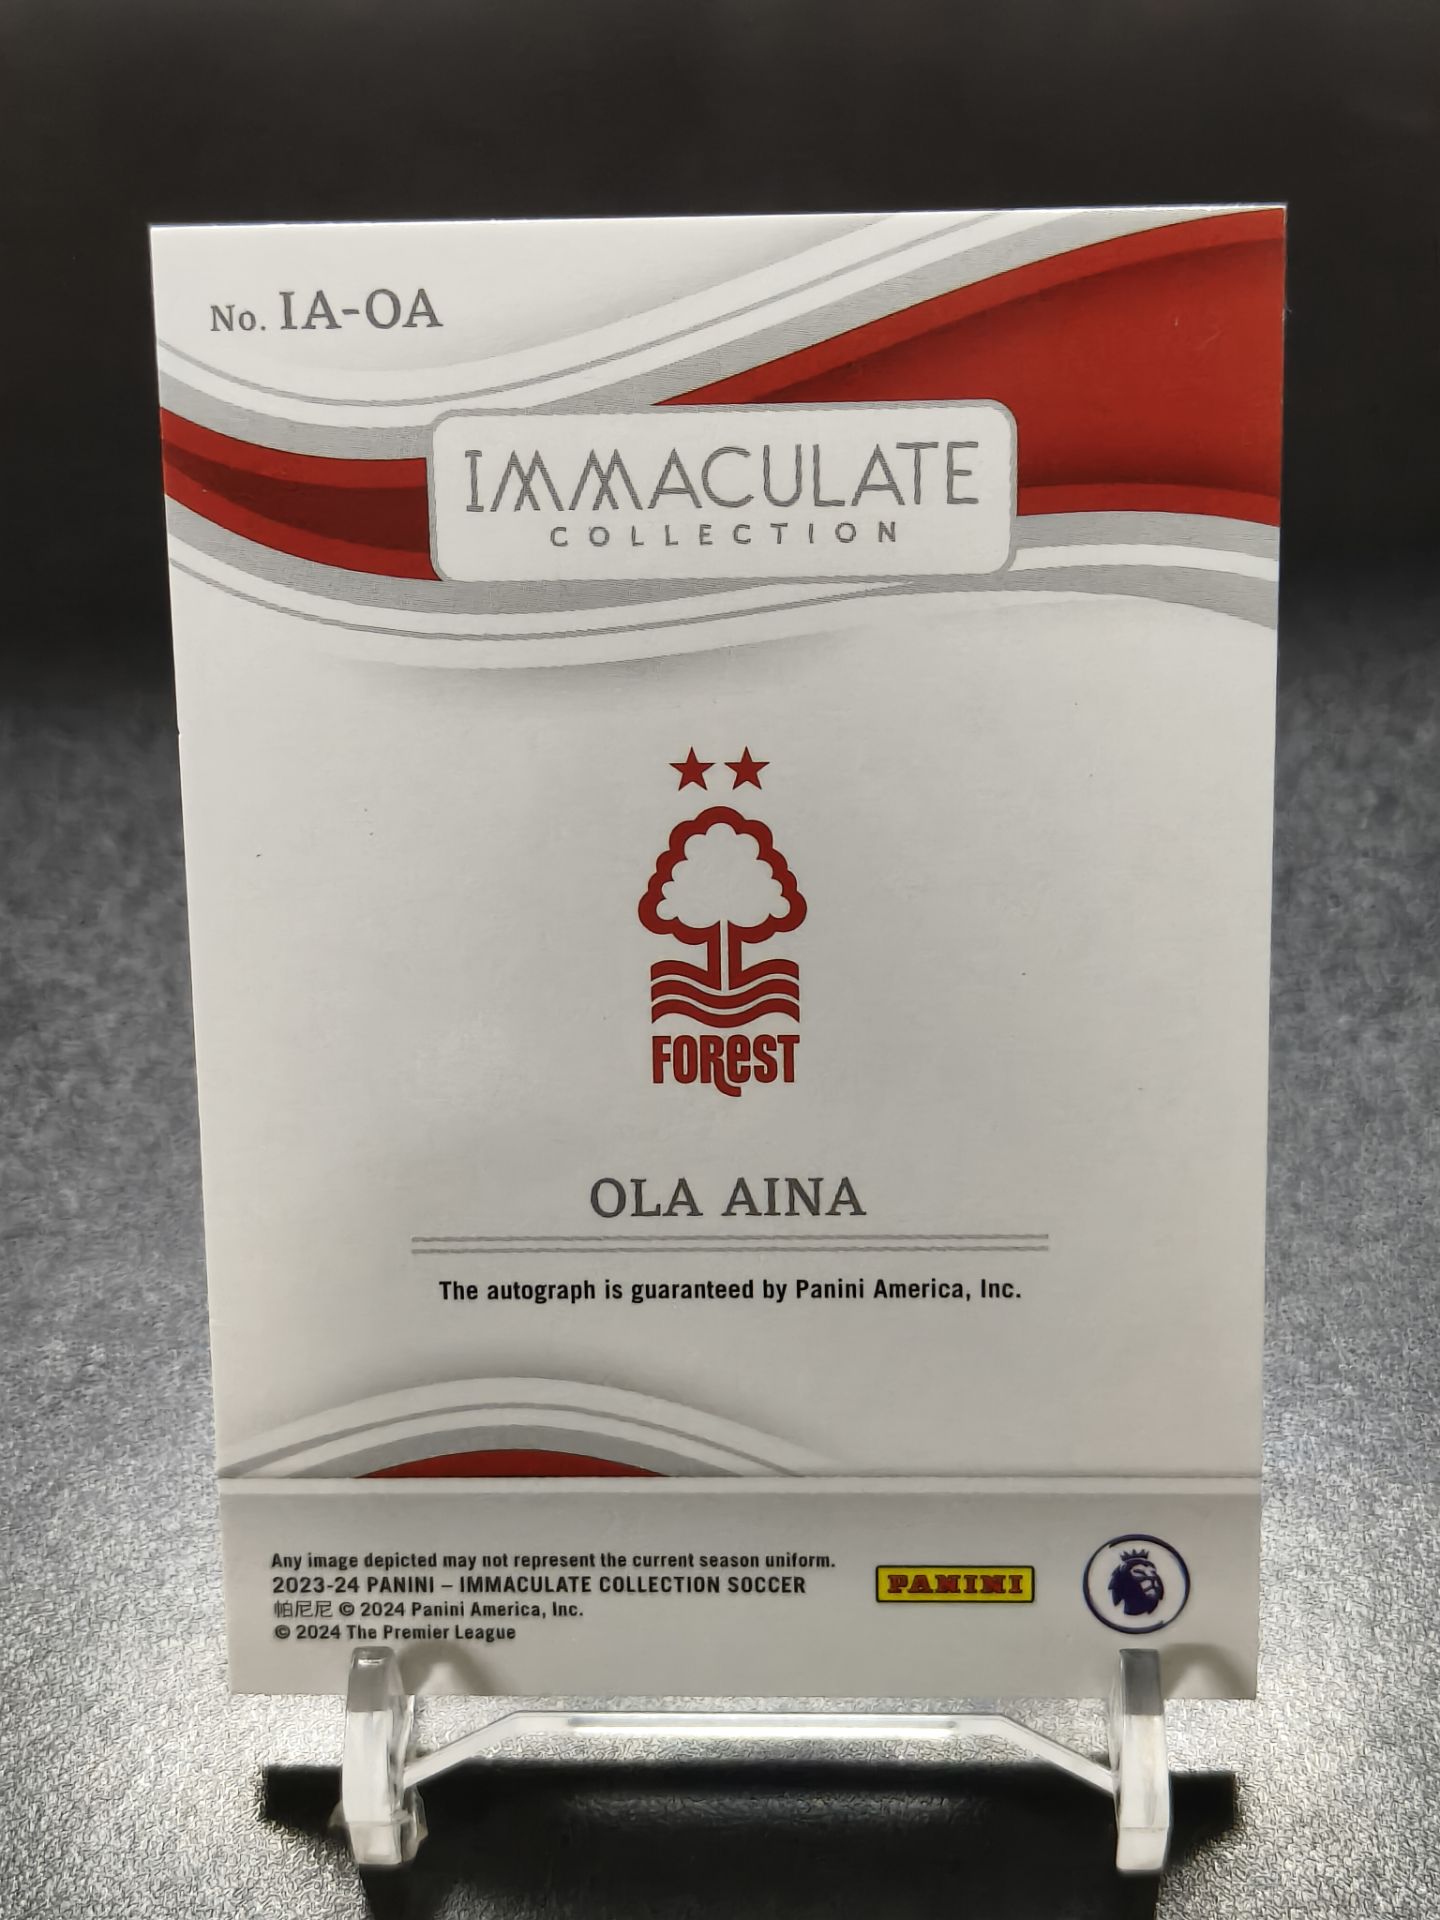 No. IA-OA
IMMACULATE
COLLECTION
FOREST
OLA AINA
The autograph is guaranteed by Panini America, Inc.
Any image depicted may not represent the current season uniform.
2023-24 PANINI – IMMACULATE COLLECTION SOCCER
帕尼尼 © 2024 Panini America, Inc.
© 2024 The Premier League
PANINI